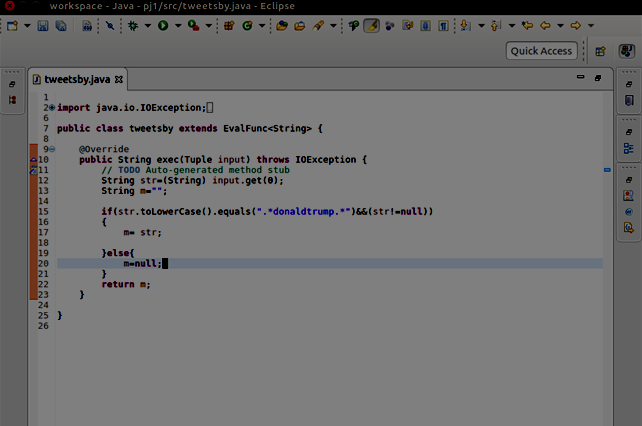 workspace - Java - pj1/src/tweetsby.java - Eclipse
Quick Access
tweetsby.java
1
2 import java.io.IOException;
6
7 public class tweetsby extends EvalFunc<String> {
8
9 @Override
10 public String exec(Tuple input) throws IOException {
11 // TODO Auto-generated method stub
12 String str=(String) input.get(0);
13 String m="";
14
15 if(str.toLowerCase().equals(".*donaldtrump.*")&&(str!=null))
16 {
17 m= str;
18
19 }else{
20 m=null;
21 }
22 return m;
23 }
24
25 }
26